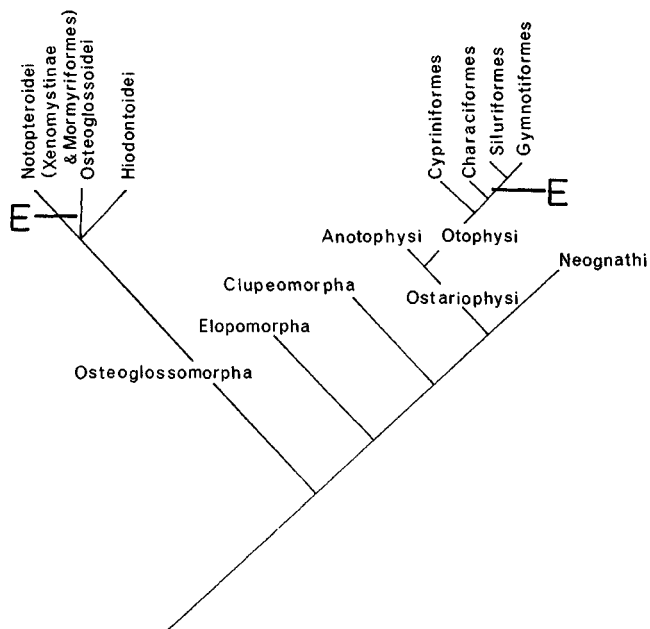 Notopteroidei
(Xenomystinae
& Mormyriformes)
Osteoglossoidei
Hiodontoidei
Cypriniformes
Characiformes
Siluriformes
Gymnotiformes
E
E
Anotophysi
Otophysi
Neognathi
Clupeomorpha
Ostariophysi
Elopomorpha
Osteoglossomorpha